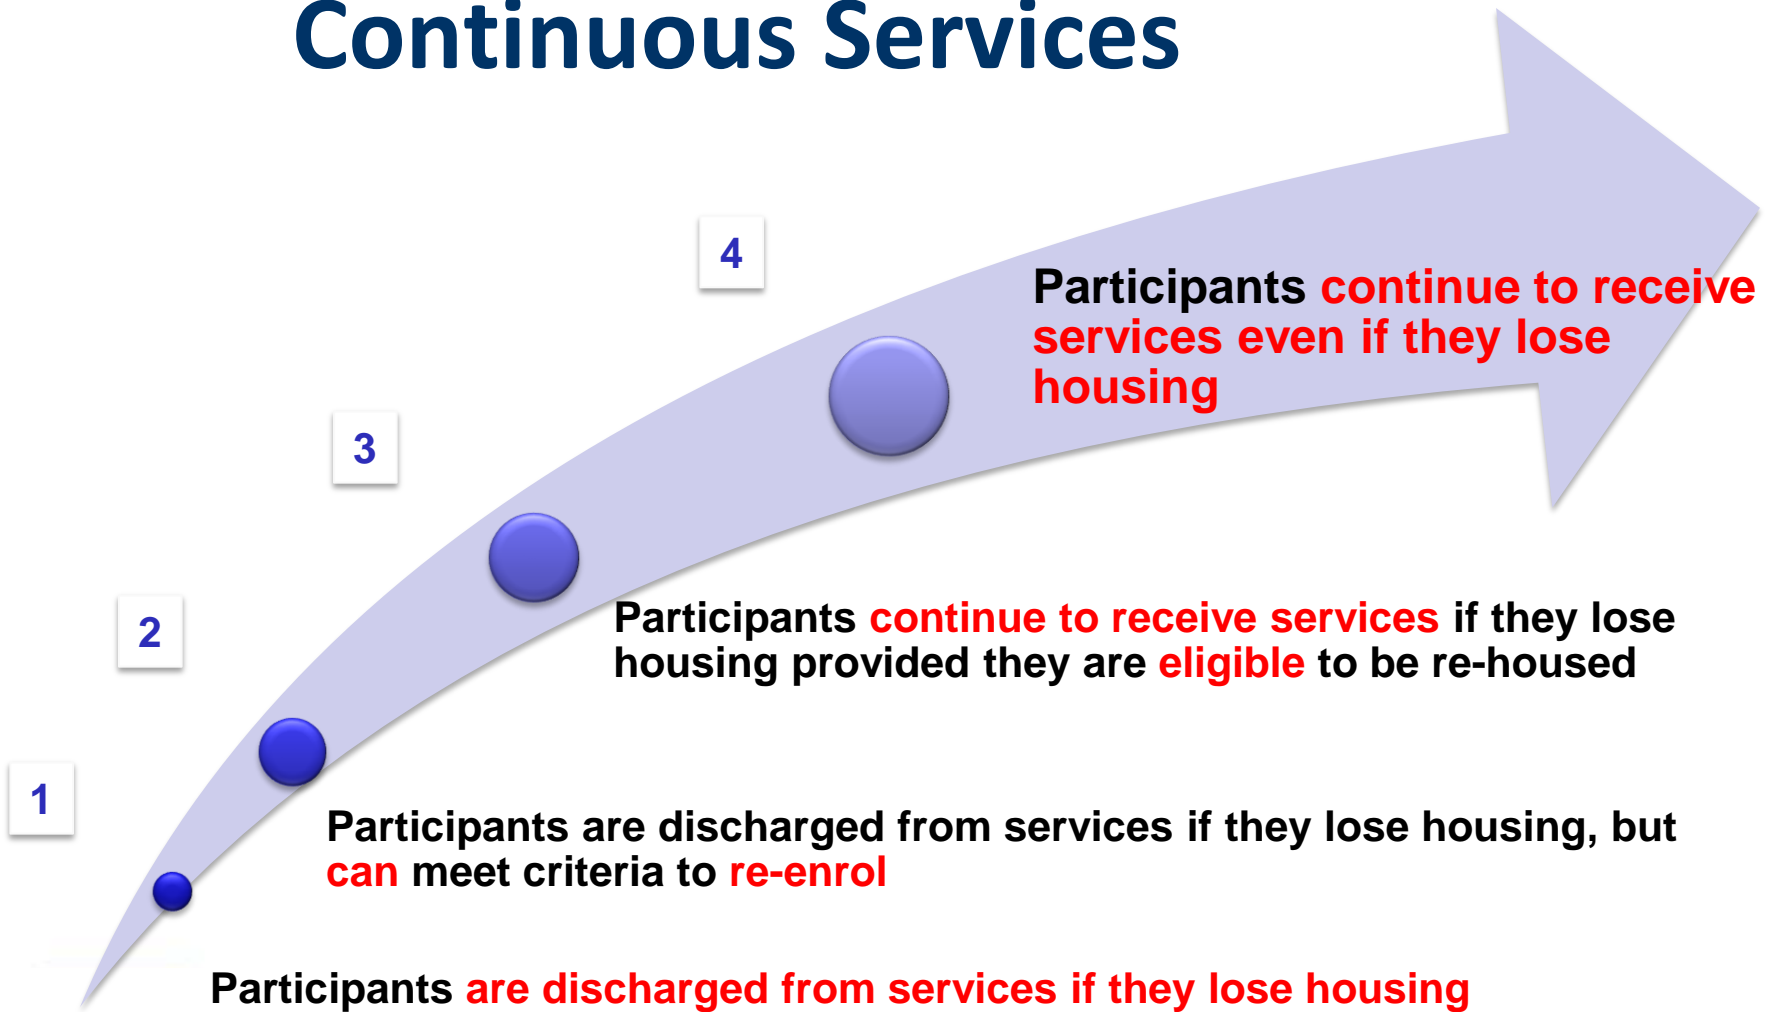 Continuous Services
4
Participants continue to receive
services even if they lose
housing
3
Participants continue to receive services if they lose
housing provided they are eligible to be re-housed
2
Participants are discharged from services if they lose housing, but
can meet criteria to re-enrol
1
Participants are discharged from services if they lose housing